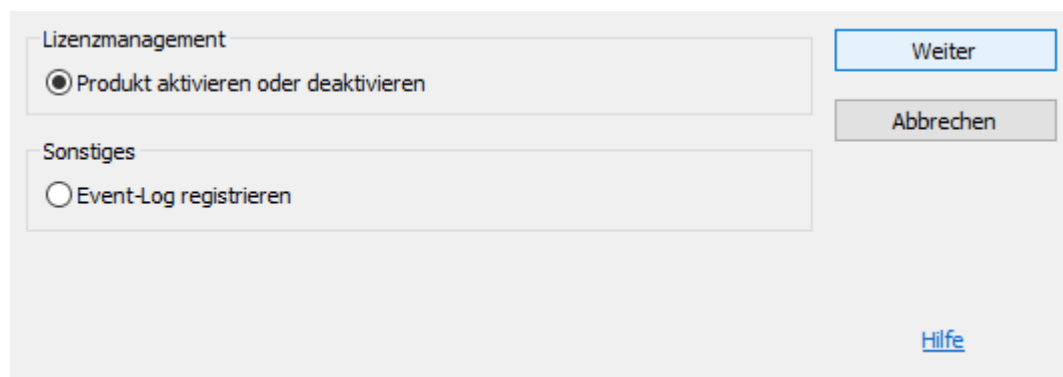 Lizenzmanagement
Produkt aktivieren oder deaktivieren
Weiter
Abbrechen
Sonstiges
Event-Log registrieren
Hilfe